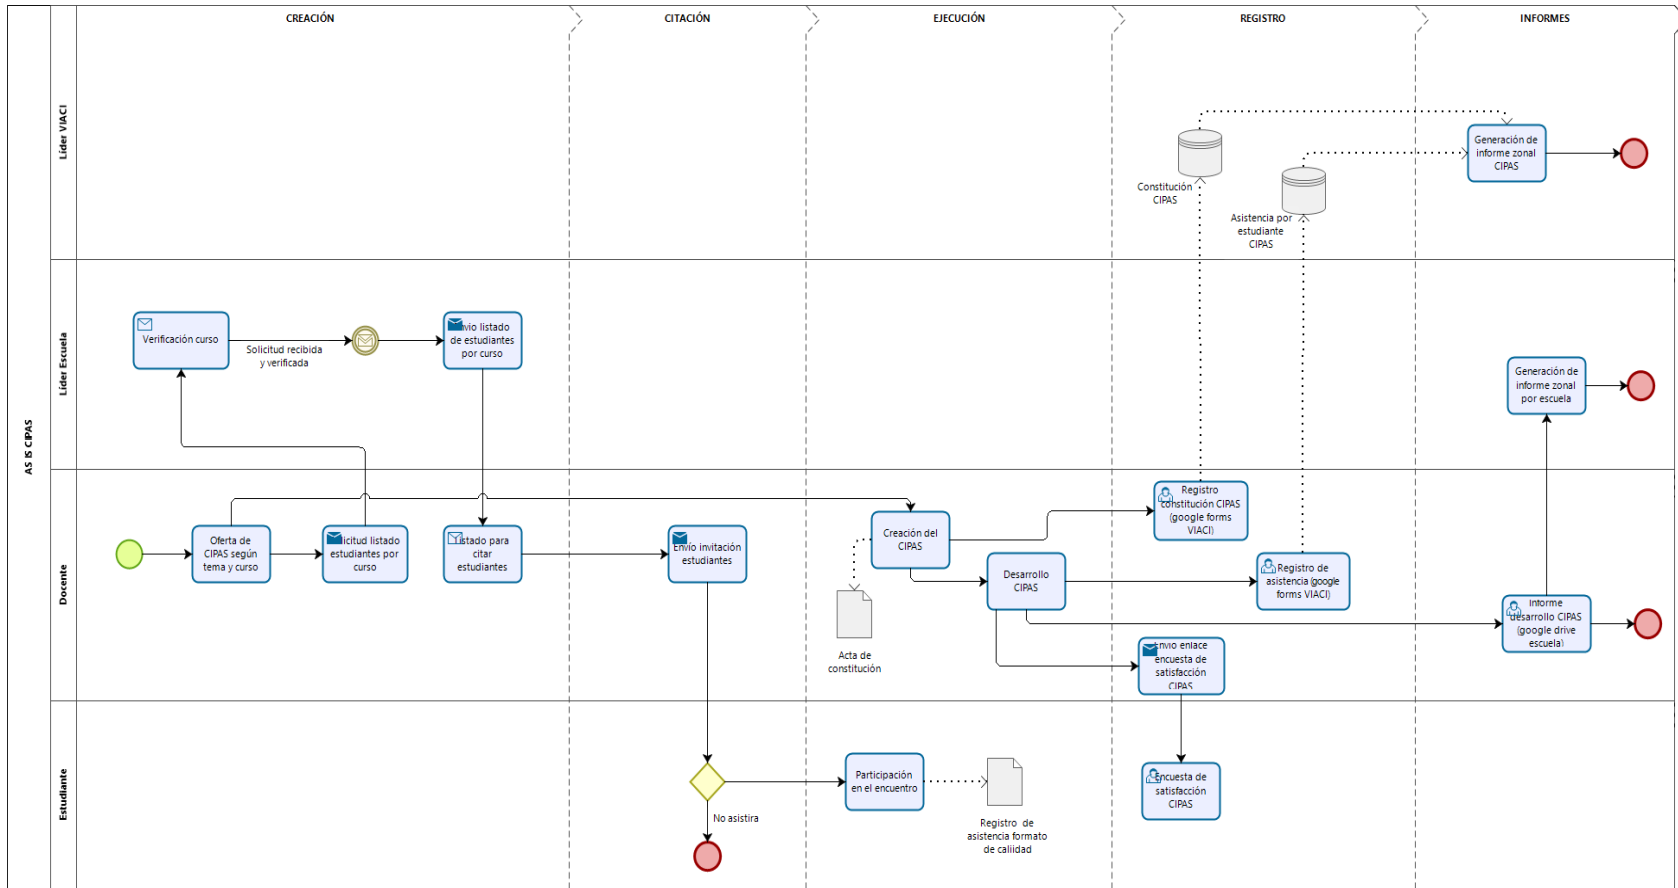 CREACIÓN
CITACIÓN
EJECUCIÓN
REGISTRO
INFORMES
AS IS CIPAS
Líder VIACI
Constitución
CIPAS
Asistencia por
estudiante
CIPAS
Generación de
informe zonal
CIPAS
Líder Escuela
Verificación curso
Solicitud recibida
y verificada
nvio listado
de estudiantes
por curso
Generación de
informe zonal
por escuela
Docente
Oferta de
CIPAS según
tema y curso
licitud listado
estudiantes por
curso
istado para
citar
estudiantes
Envío invitación
estudiantes
Creación del
CIPAS
Acta de
constitución
Desarrollo
CIPAS
Registro
constitución CIPAS
(google forms
VIACI)
Registro de
asistencia (google
forms VIACI)
Envío enlace
encuesta de
satisfacción
CIPAS
Informe
desarrollo CIPAS
(google drive
escuela)
Estudiante
No asistira
Participación
en el encuentro
Registro de
asistencia formato
de caliidad
Encuesta de
satisfacción
CIPAS